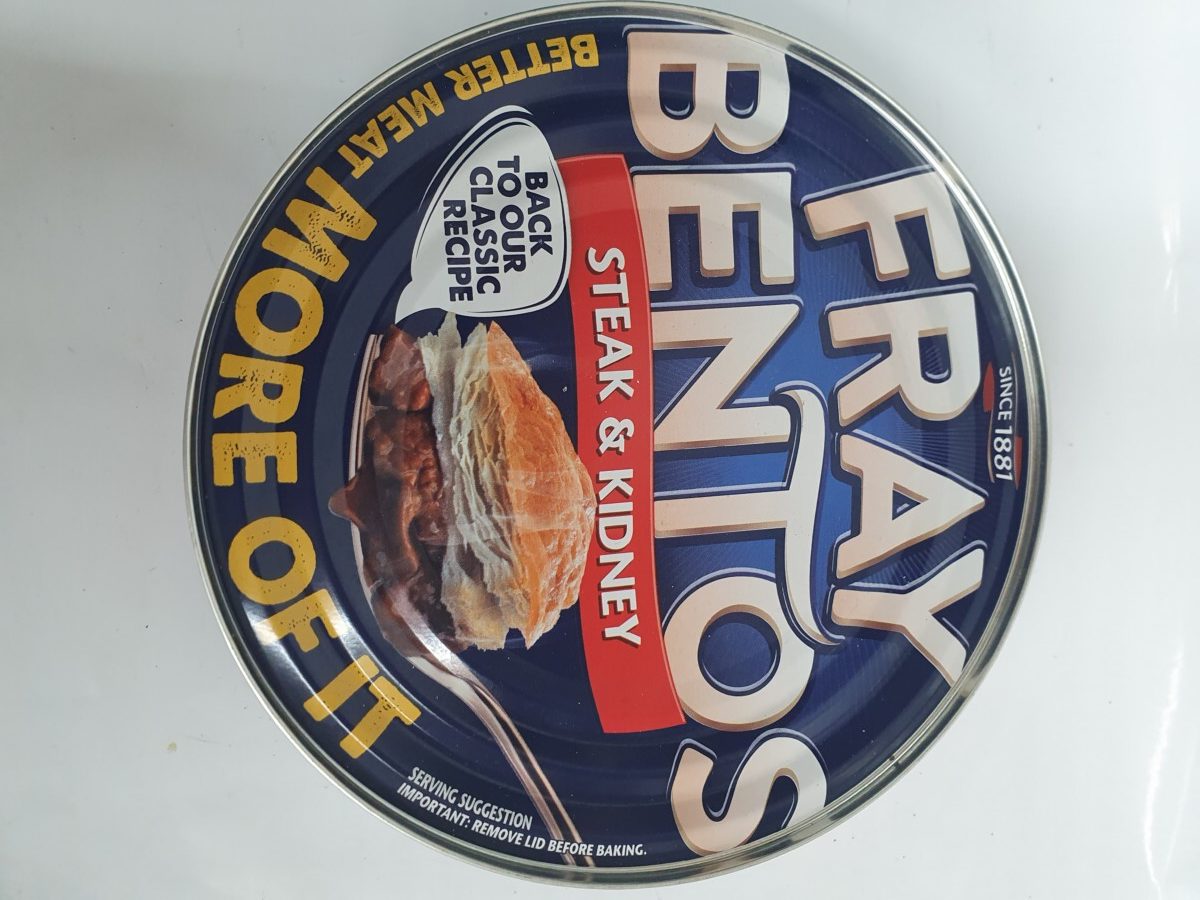 SINCE 1881
FRAY
BENTOS
STEAK & KIDNEY
BACK
TO OUR
CLASSIC
RECIPE
BETTER MEAT MORE OF IT
SERVING SUGGESTION
IMPORTANT: REMOVE LID BEFORE BAKING.